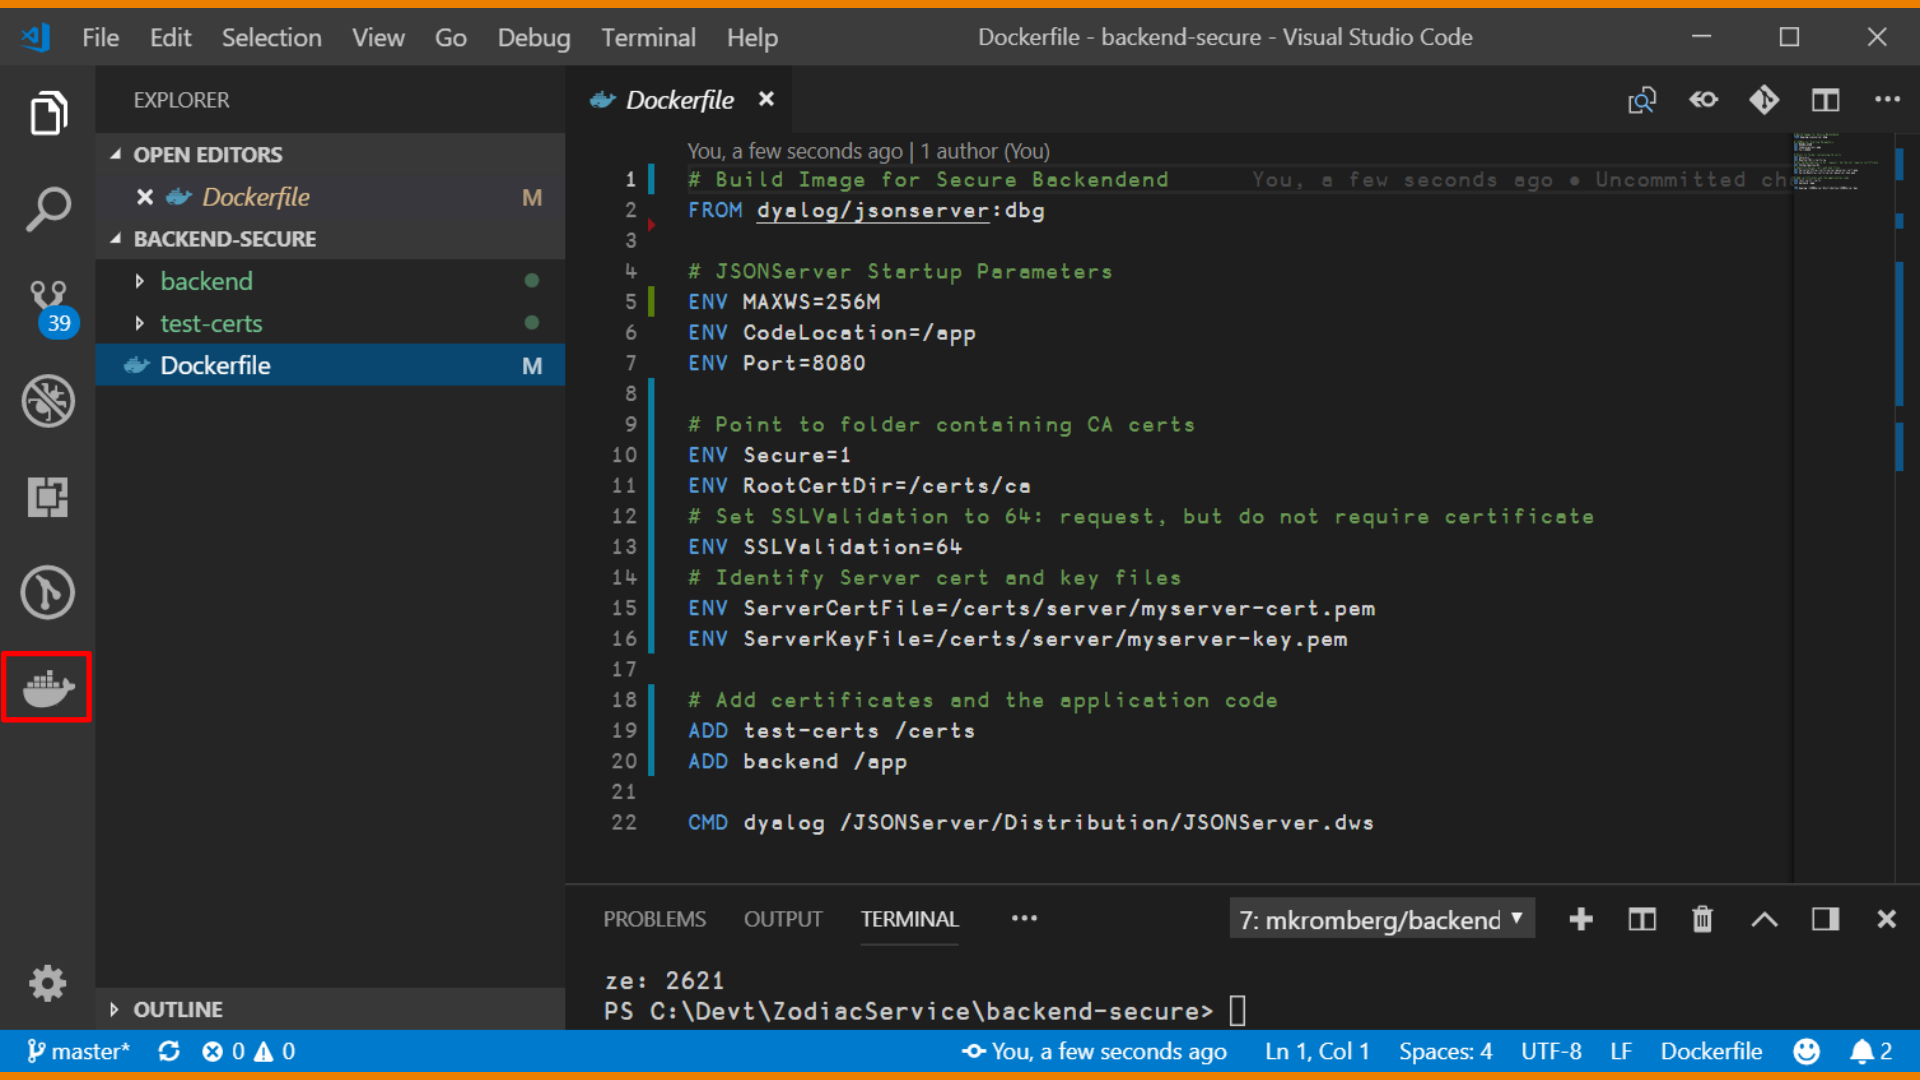 File Edit Selection View Go Debug Terminal Help Dockerfile - backend-secure - Visual Studio Code
EXPLORER
OPEN EDITORS
Dockerfile M
BACKEND-SECURE
backend
test-certs
Dockerfile M
OUTLINE
39
Dockerfile
You, a few seconds ago | 1 author (You)
1 # Build Image for Secure Backendend You, a few seconds ago • Uncommitted ch
2 FROM dyalog/jsonserver:dbg
3
4 # JSONServer Startup Parameters
5 ENV MAXWS=256M
6 ENV CodeLocation=/app
7 ENV Port=8080
8
9 # Point to folder containing CA certs
10 ENV Secure=1
11 ENV RootCertDir=/certs/ca
12 # Set SSLValidation to 64: request, but do not require certificate
13 ENV SSLValidation=64
14 # Identify Server cert and key files
15 ENV ServerCertFile=/certs/server/myserver-cert.pem
16 ENV ServerKeyFile=/certs/server/myserver-key.pem
17
18 # Add certificates and the application code
19 ADD test-certs /certs
20 ADD backend /app
21
22 CMD dyalog /JSONServer/Distribution/JSONServer.dws
PROBLEMS OUTPUT TERMINAL 7: mkromberg/backend
ze: 2621
PS C:\Devt\ZodiacService\backend-secure>
master* 0 0 You, a few seconds ago Ln 1, Col 1 Spaces: 4 UTF-8 LF Dockerfile 2